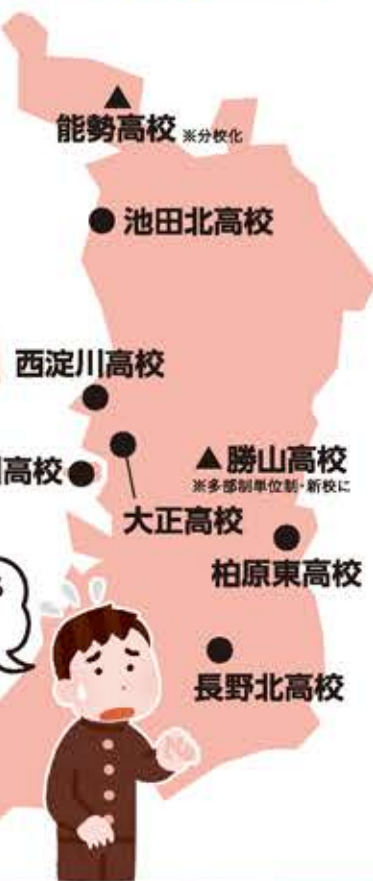 能勢高校 ※分校化
池田北高校
西淀川高校
高校
勝山高校
※多部制単位制・新校に
大正高校
柏原東高校
長野北高校